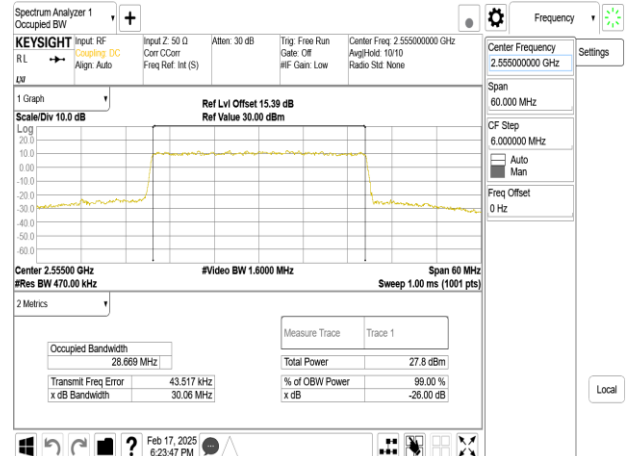 Spectrum Analyzer 1
Occupied BW
+
Frequency
KEYSIGHT
RL
Input: RF
Coupling: DC
Align: Auto
Input Z: 50 Ω
Corr CCorr
Freq Ref: Int (S)
Atten: 30 dB
Trig: Free Run
Gate: Off
#IF Gain: Low
Center Freq: 2.555000000 GHz
Avg|Hold: 10/10
Radio Std: None
Center Frequency
2.555000000 GHz
Settings
Span
60.000 MHz
CF Step
6.000000 MHz
Auto
Man
Freq Offset
0 Hz
1 Graph
Scale/Div 10.0 dB
Ref Lvl Offset 15.39 dB
Ref Value 30.00 dBm
Log
20.0
10.0
0.00
-10.0
-20.0
-30.0
-40.0
-50.0
-60.0
Center 2.55500 GHz
#Video BW 1.6000 MHz
Span 60 MHz
#Res BW 470.00 kHz
Sweep 1.00 ms (1001 pts)
2 Metrics
Measure Trace Trace 1
Occupied Bandwidth
28.669 MHz
Total Power 27.8 dBm
Transmit Freq Error 43.517 kHz
% of OBW Power 99.00 %
x dB Bandwidth 30.06 MHz
x dB -26.00 dB
Local
?
Feb 17, 2025
6:23:47 PM